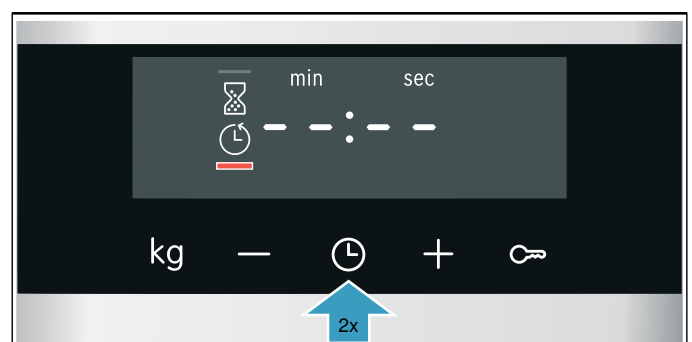 min sec
--:--
kg − +
2x